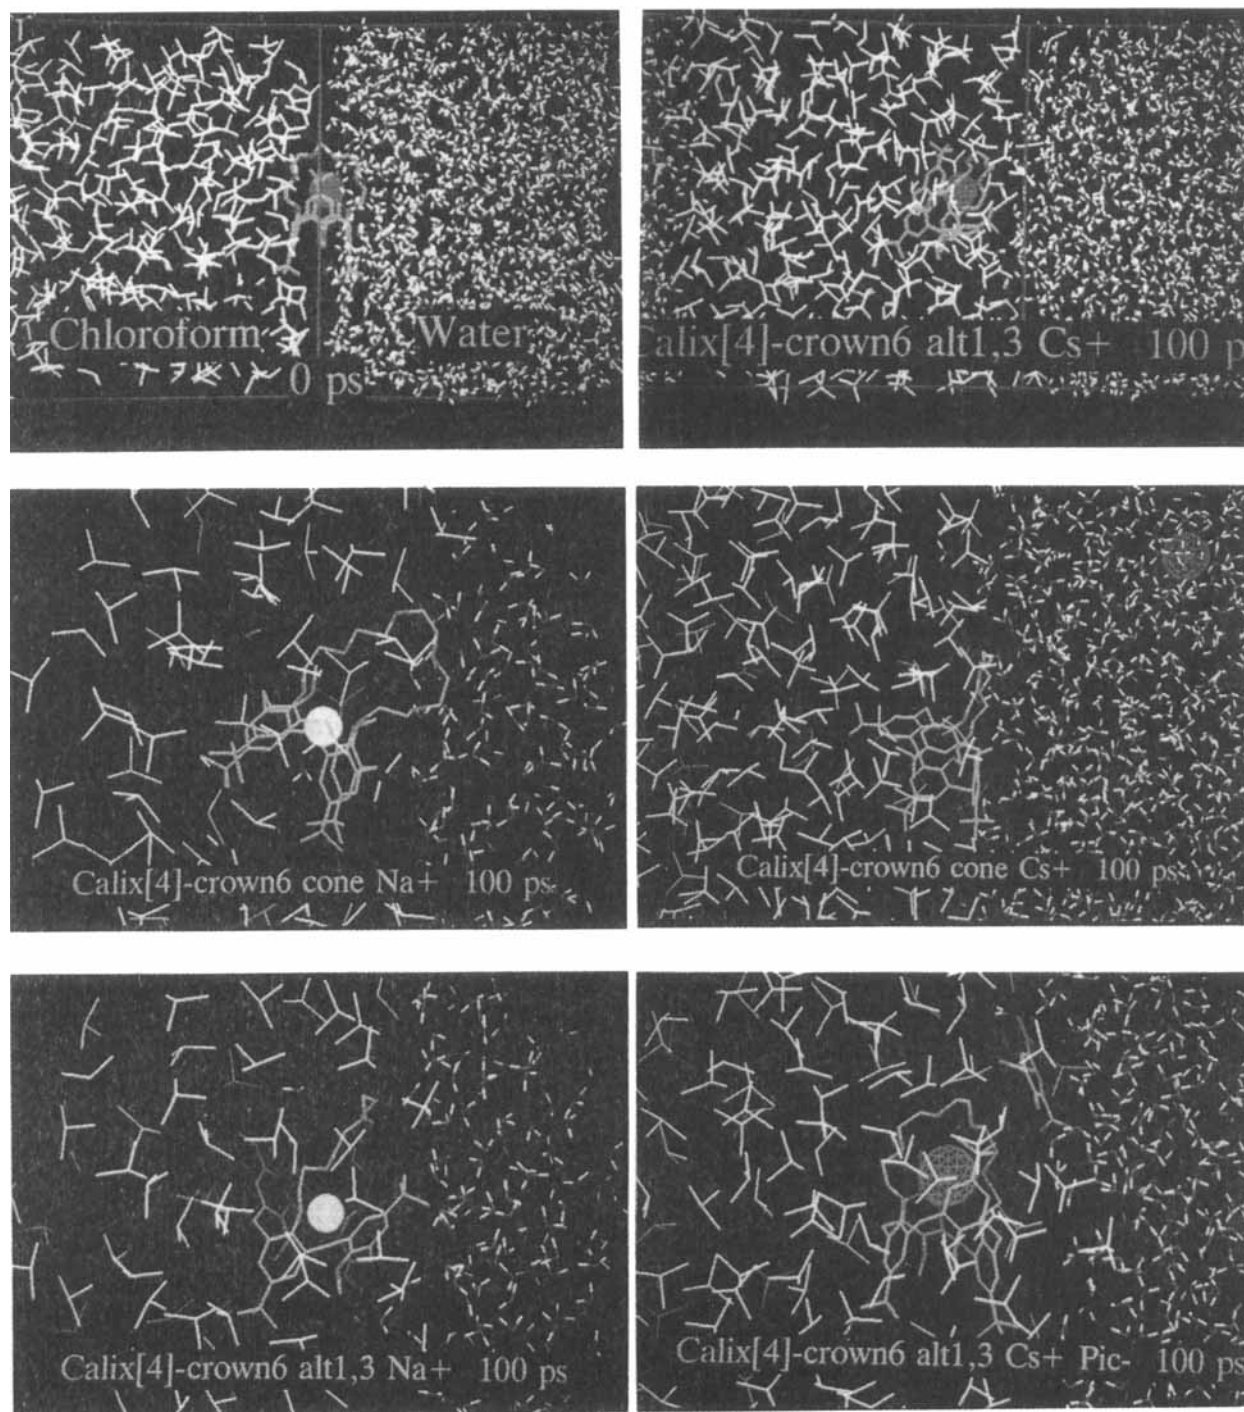 Chloroform
Water
0 ps
Calix[4]-crown6 alt1,3 Cs+ 100 p
Calix[4]-crown6 cone Na+ 100 ps
Calix[4]-crown6 cone Cs+ 100 ps
Calix[4]-crown6 alt1,3 Na+ 100 ps
Calix[4]-crown6 alt1,3 Cs+ Pic- 100 ps